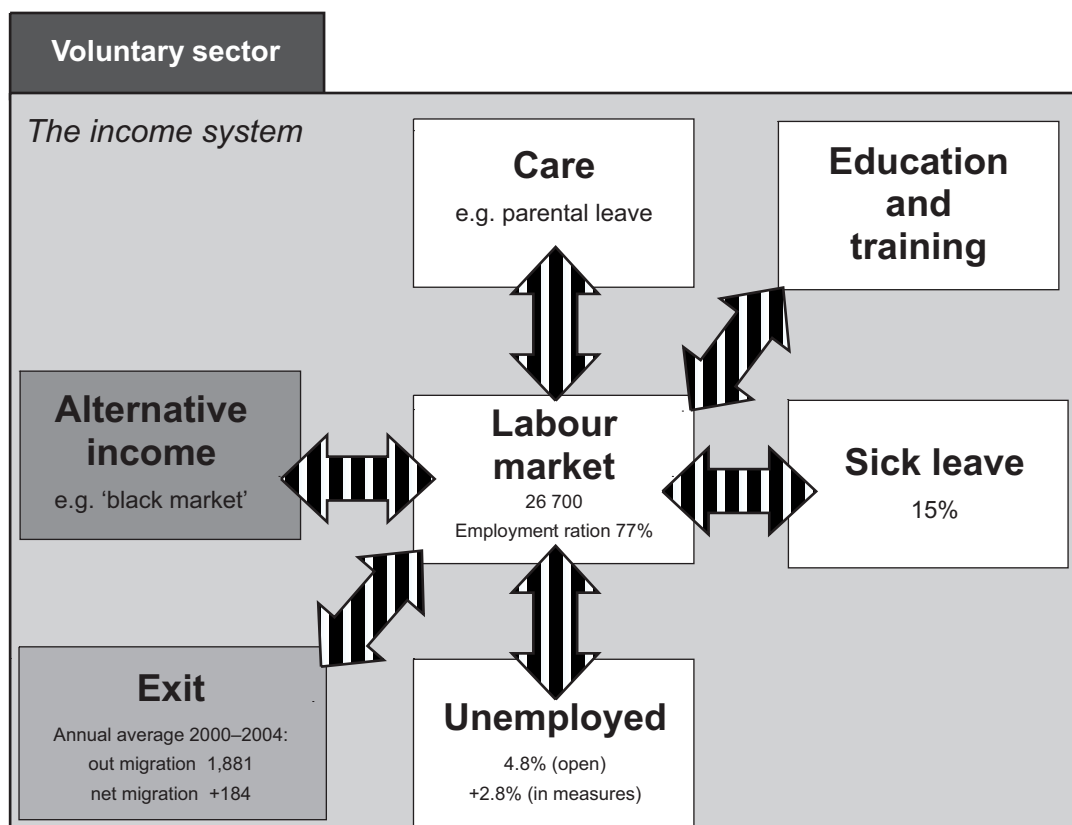 Voluntary sector
The income system
Care
e.g. parental leave
Education
and
training
Alternative
income
e.g. ‘black market’
Labour
market
26 700
Employment ration 77%
Sick leave
15%
Exit
Annual average 2000–2004:
out migration 1,881
net migration +184
Unemployed
4.8% (open)
+2.8% (in measures)